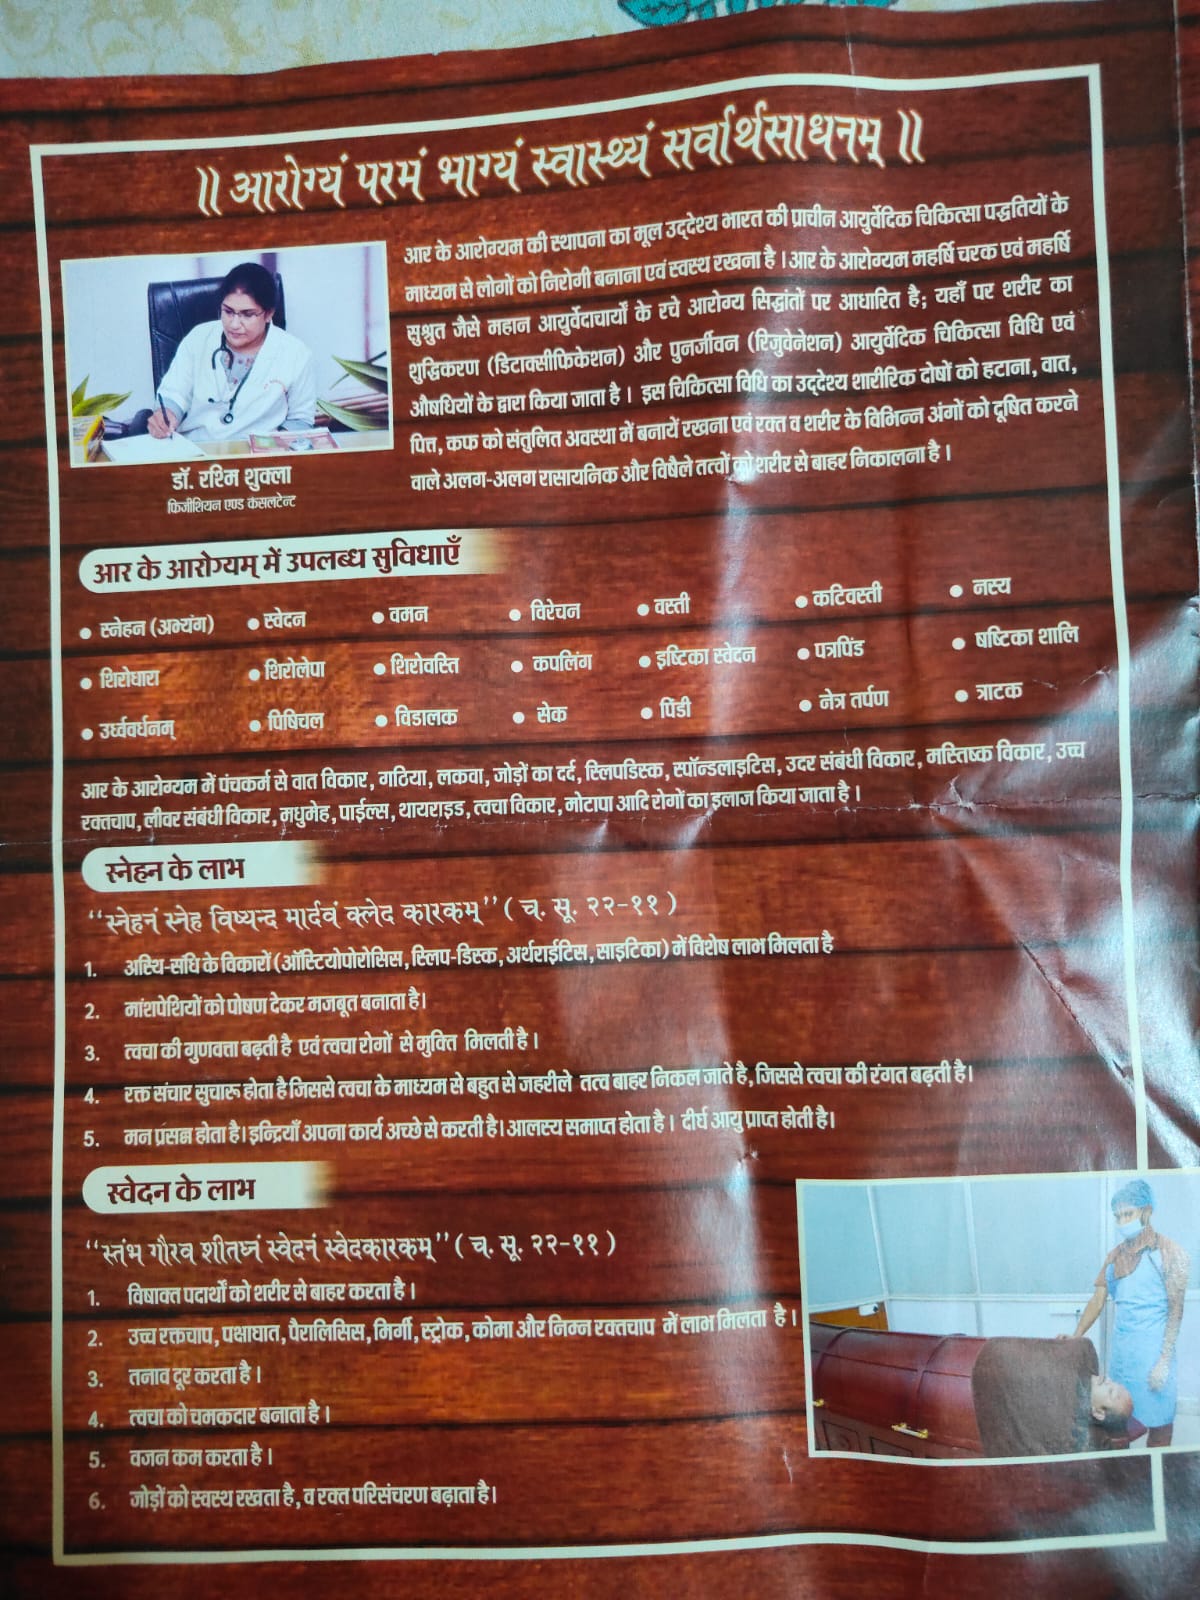 ॥ आरोग्यं परमं भाग्यं स्वास्थ्यं सर्वार्थसाधनम् ॥
आर के आरोग्यम की स्थापना का मूल उद्देश्य भारत की प्राचीन आयुर्वेदिक चिकित्सा पद्धतियों के
माध्यम से लोगों को निरोगी बनाना एवं स्वस्थ रखना है । आर के आरोग्यम महर्षि चरक एवं महर्षि
सुश्रुत जैसे महान आयुर्वेदाचार्यों के रचे आरोग्य सिद्धांतों पर आधारित है; यहाँ पर शरीर का
शुद्धिकरण (डिटाक्सीफिकेशन) और पुनर्जीवन (रिजुवेनेशन) आयुर्वेदिक चिकित्सा विधि एवं
औषधियों के द्वारा किया जाता है । इस चिकित्सा विधि का उद्देश्य शारीरिक दोषों को हटाना, वात,
पित्त, कफ को संतुलित अवस्था में बनायें रखना एवं रक्त व शरीर के विभिन्न अंगों को दूषित करने
वाले अलग-अलग रासायनिक और विषैले तत्वों को शरीर से बाहर निकालना है ।
डॉ. रश्मि शुक्ला
फिजीशियन एण्ड कंसलटेन्ट
आर के आरोग्यम् में उपलब्ध सुविधाएँ
• स्नेहन (अभ्यंग) • स्वेदन • वमन • विरेचन • वस्ती • कटिवस्ती • नस्य
• शिरोधारा • शिरोलेपा • शिरोवस्ति • कपलिंग • इष्टिका स्वेदन • पत्रपिंड • षष्टिका शालि
• उर्ध्ववर्धनम् • पिषिचल • विडालक • सेक • पिंडी • नेत्र तर्पण • त्राटक
आर के आरोग्यम में पंचकर्म से वात विकार, गठिया, लकवा, जोड़ों का दर्द, स्लिपडिस्क, स्पॉन्डलाइटिस, उदर संबंधी विकार, मस्तिष्क विकार, उच्च
रक्तचाप, लीवर संबंधी विकार, मधुमेह, पाईल्स, थायराइड, त्वचा विकार, मोटापा आदि रोगों का इलाज किया जाता है ।
स्नेहन के लाभ
“स्नेहनं स्नेह विष्यन्द मार्दवं क्लेद कारकम्” ( च. सू. २२-११ )
1. अस्थि-संधि के विकारों (ऑस्टियोपोरोसिस, स्लिप-डिस्क, अर्थराईटिस, साइटिका) में विशेष लाभ मिलता है
2. मांशपेशियों को पोषण देकर मजबूत बनाता है।
3. त्वचा की गुणवत्ता बढ़ती है एवं त्वचा रोगों से मुक्ति मिलती है ।
4. रक्त संचार सुचारू होता है जिससे त्वचा के माध्यम से बहुत से जहरीले तत्व बाहर निकल जाते है, जिससे त्वचा की रंगत बढ़ती है।
5. मन प्रसन्न होता है। इन्द्रियाँ अपना कार्य अच्छे से करती है। आलस्य समाप्त होता है । दीर्घ आयु प्राप्त होती है।
स्वेदन के लाभ
“स्तंभ गौरव शीतघ्नं स्वेदनं स्वेदकारकम्” ( च. सू. २२-११ )
1. विषाक्त पदार्थों को शरीर से बाहर करता है ।
2. उच्च रक्तचाप, पक्षाघात, पैरालिसिस, मिर्गी, स्ट्रोक, कोमा और निम्न रक्तचाप में लाभ मिलता है ।
3. तनाव दूर करता है ।
4. त्वचा को चमकदार बनाता है ।
5. वजन कम करता है ।
6. जोड़ों को स्वस्थ रखता है, व रक्त परिसंचरण बढ़ाता है।